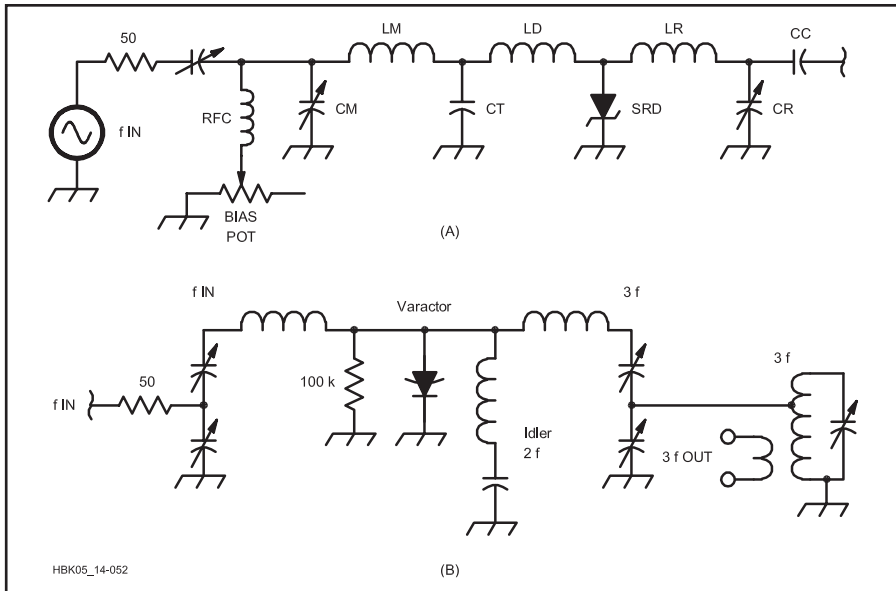 50
LM
LD
LR
CC
f IN
RFC
CM
CT
SRD
CR
BIAS
POT
(A)
f IN
Varactor
3 f
3 f
50
100 k
f IN
Idler
2 f
3 f OUT
HBK05_14-052
(B)